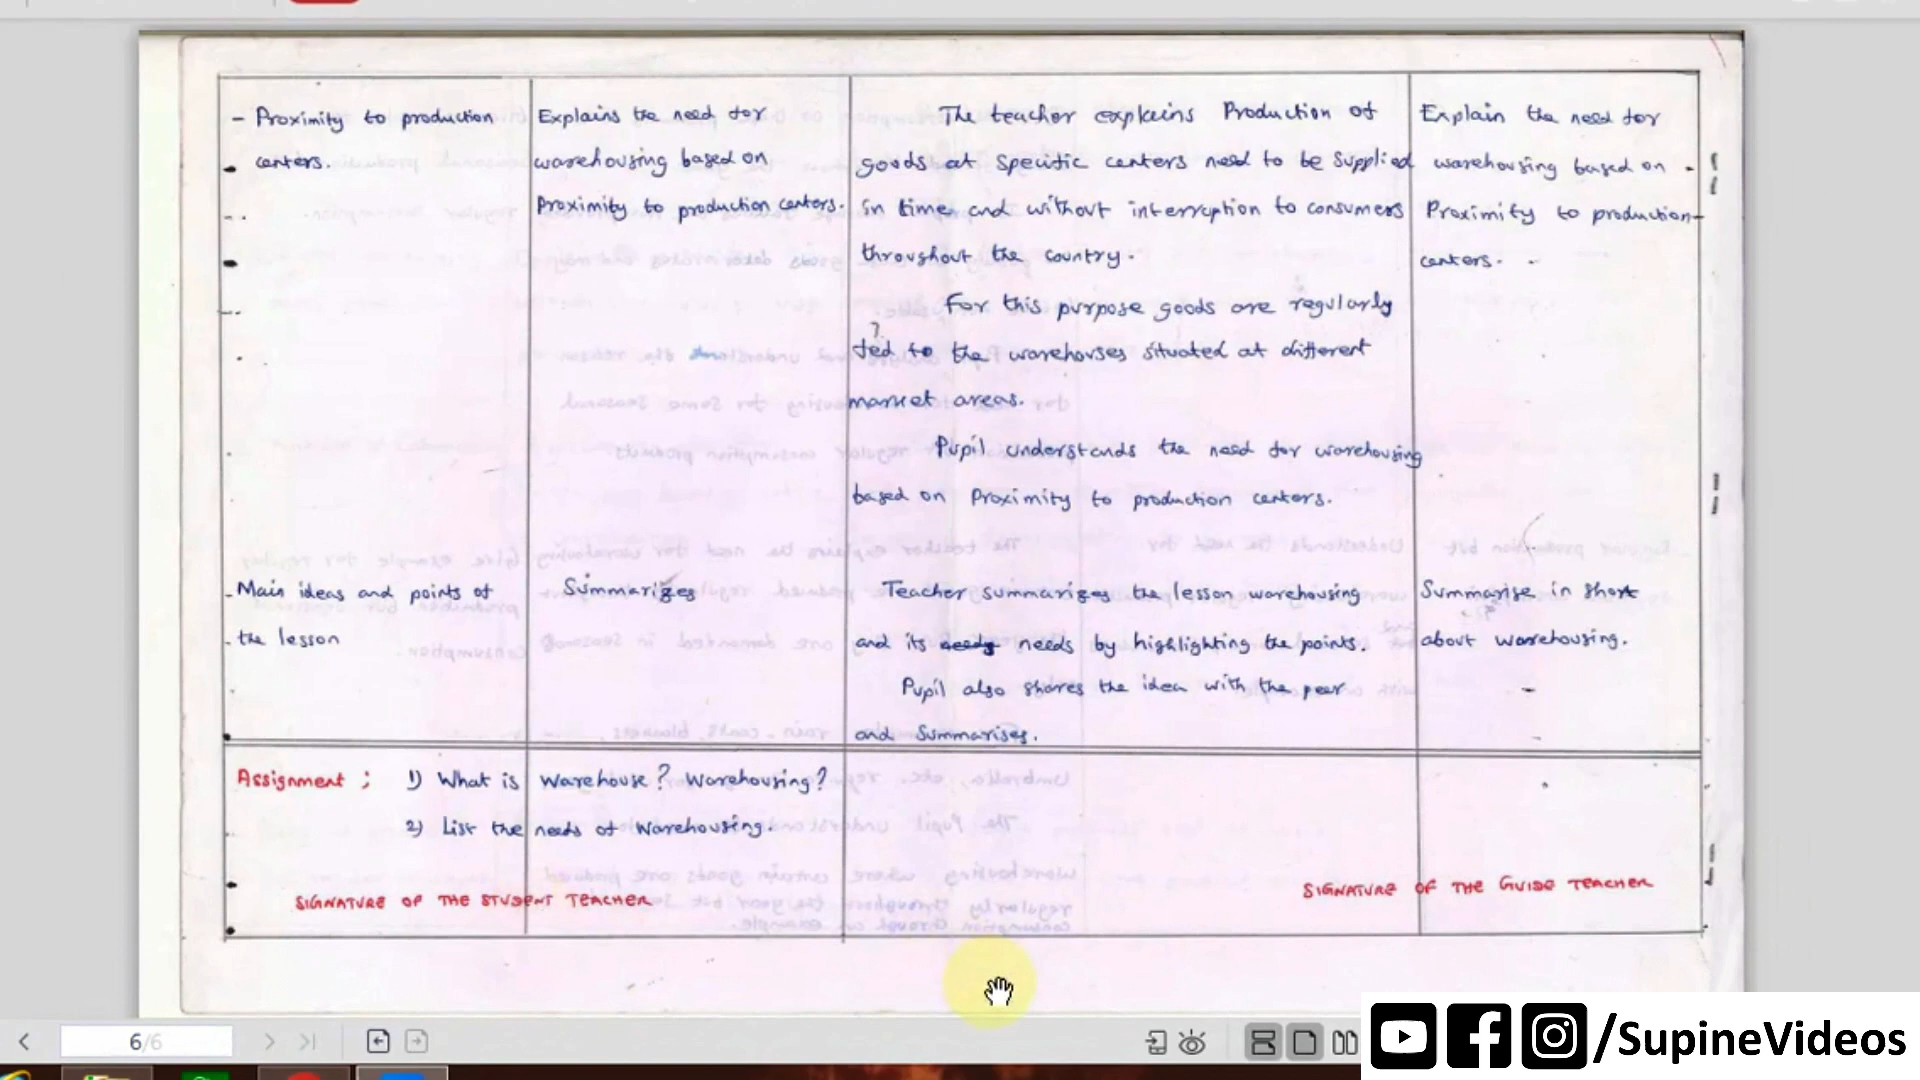 - Proximity to production
centers.
Explains the need for
warehousing based on
Proximity to production centers.
The teacher explains Production of
goods at specific centers need to be supplied
in time and without interruption to consumers
throughout the country.
For this purpose goods are regularly
fed to the warehouses situated at different
market areas.
Pupil understands the need for warehousing
based on Proximity to production centers.
Explain the need for
warehousing based on
Proximity to production
centers.
Main ideas and points of
the lesson
Summarizes
Teacher summarizes the lesson warehousing
and its needs by highlighting the points.
Pupil also shares the idea with the peer
and Summarises.
Summarise in short
about warehousing.
Assignment ; 1) What is warehouse? Warehousing?
2) List the needs of Warehousing.
SIGNATURE OF THE STUDENT TEACHER
SIGNATURE OF THE GUIDE TEACHER
6/6
/SupineVideos